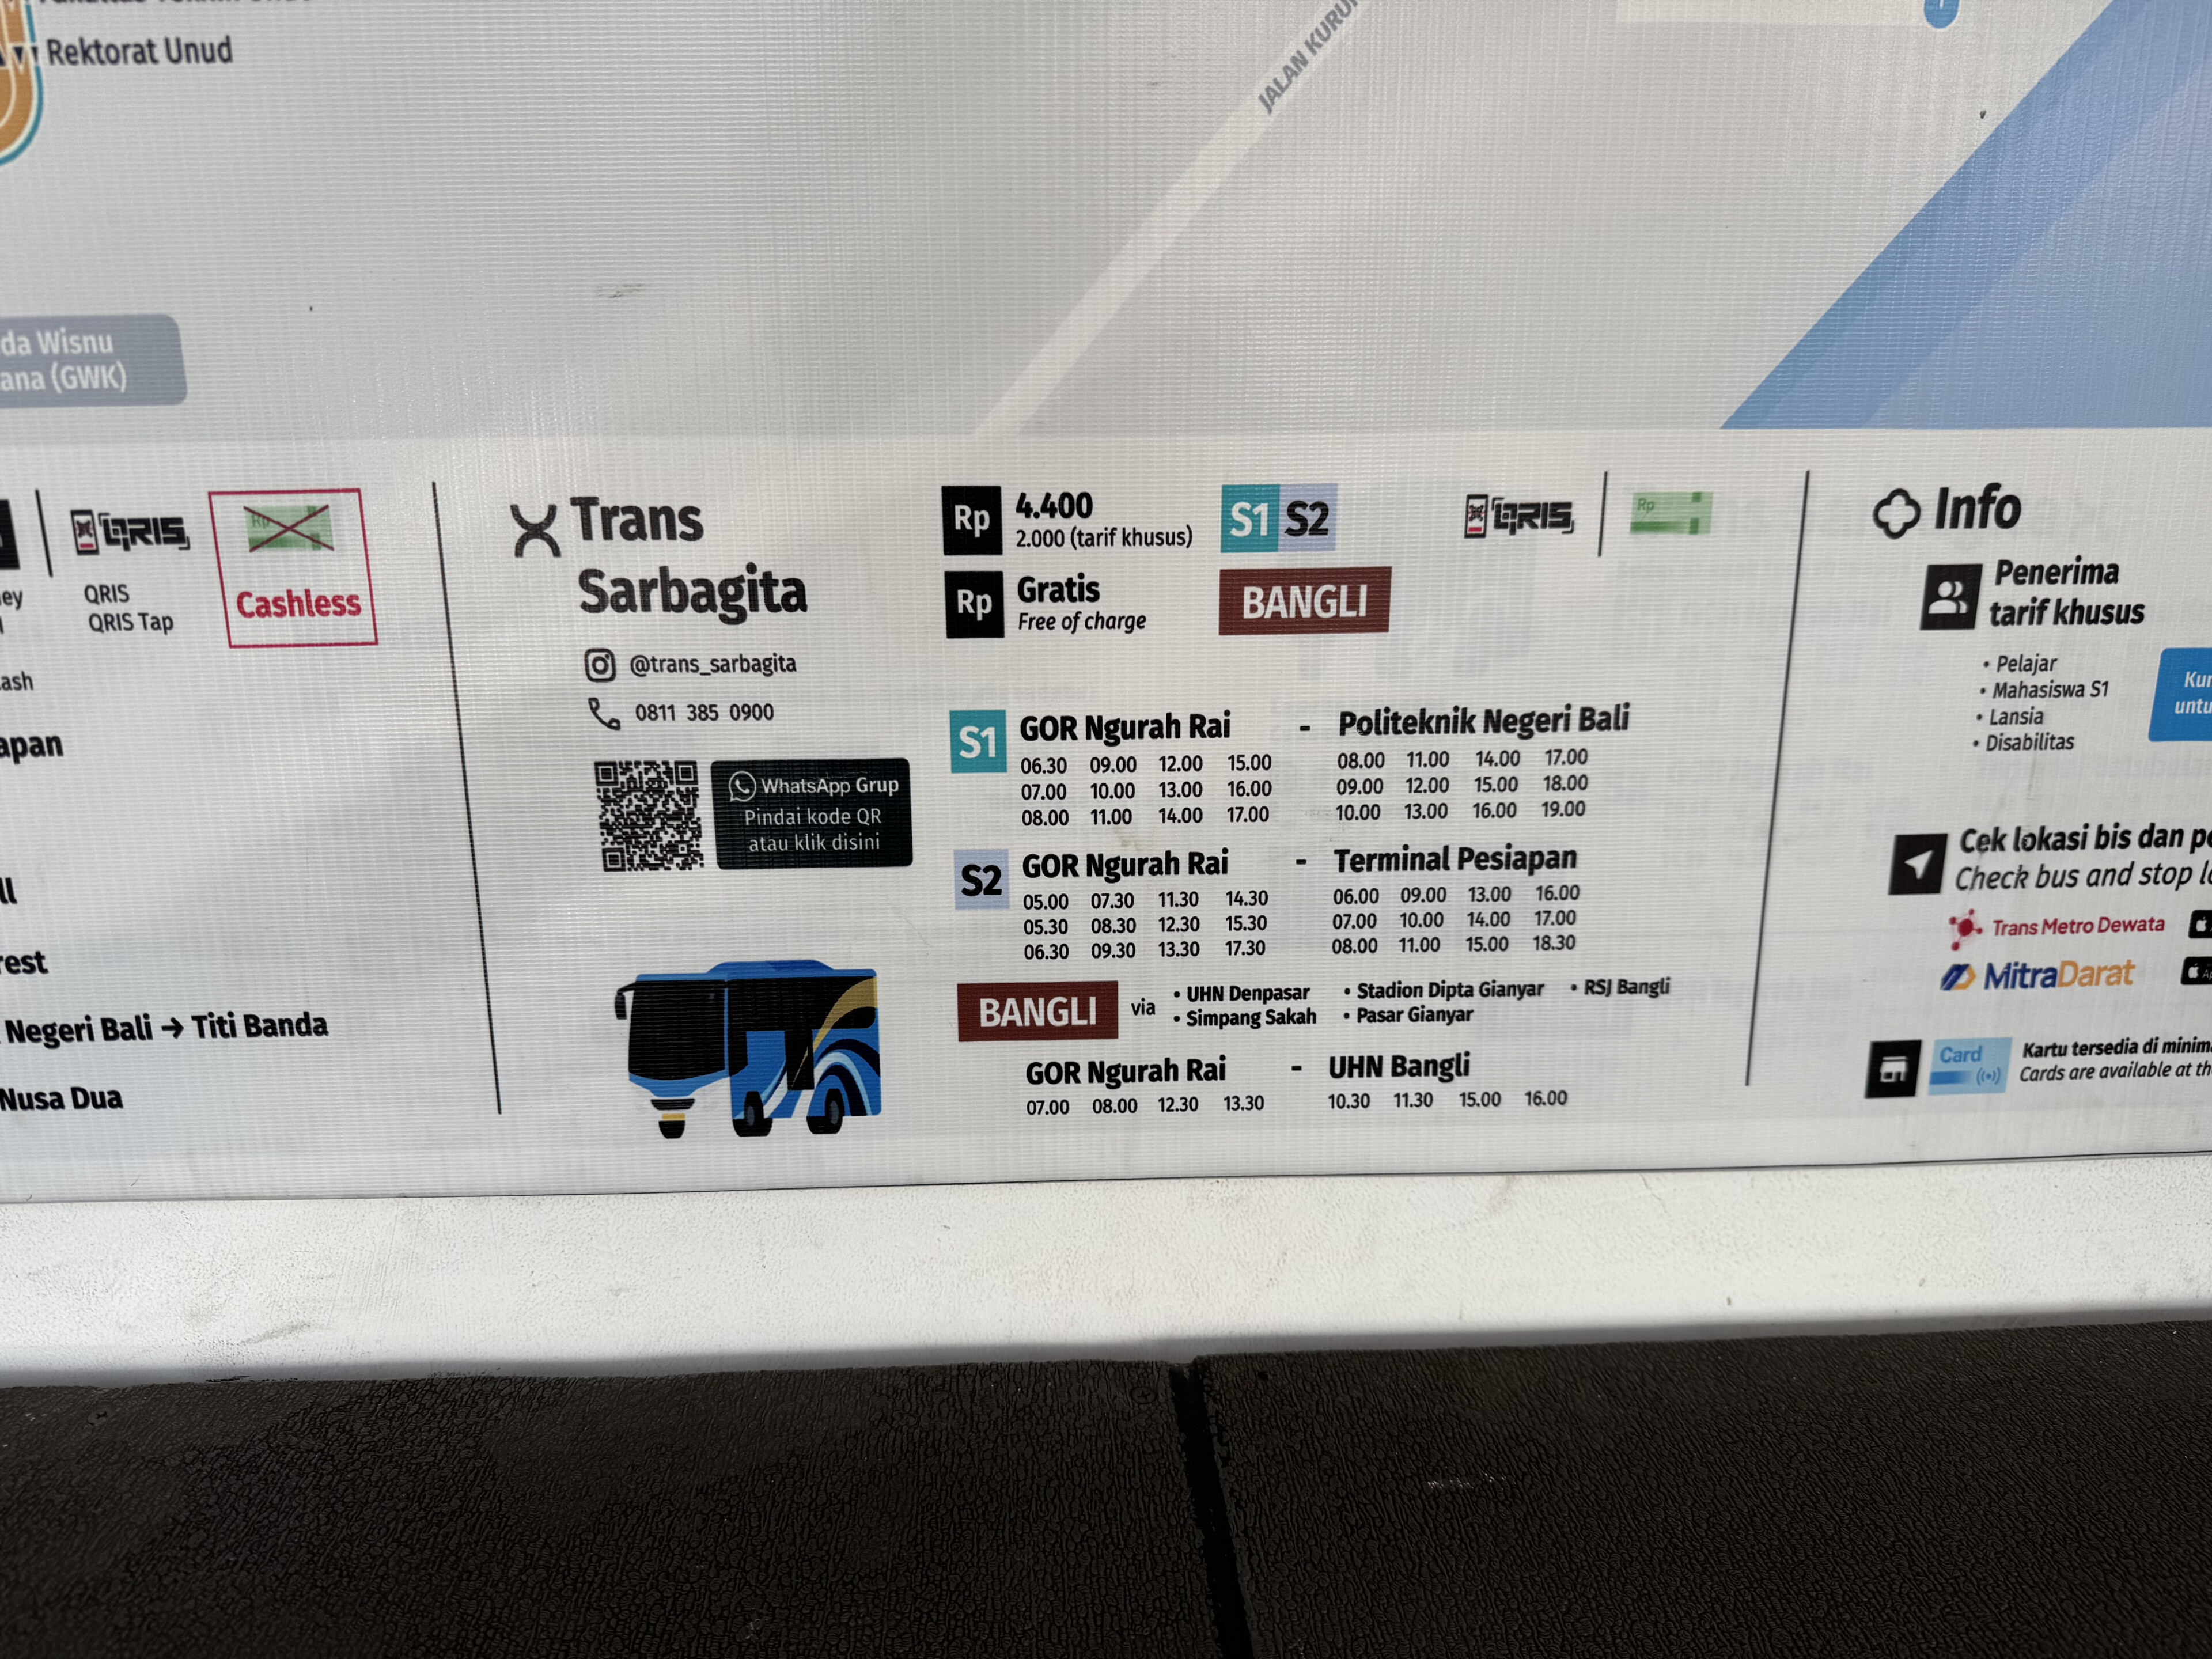 Rektorat Unud
JALAN
da Wisnu
ana (GWK)
QRIS
QRIS
QRIS Tap
Rp
Cashless
ey
ash
apan
ll
rest
Negeri Bali → Titi Banda
Nusa Dua
Trans
Sarbagita
@trans_sarbagita
0811 385 0900
WhatsApp Grup
Pindai kode QR
atau klik disini
Rp 4.400
2.000 (tarif khusus)
S1 S2
QRIS
Rp
Rp Gratis
Free of charge
BANGLI
S1 GOR Ngurah Rai - Politeknik Negeri Bali
06.30 09.00 12.00 15.00 08.00 11.00 14.00 17.00
07.00 10.00 13.00 16.00 09.00 12.00 15.00 18.00
08.00 11.00 14.00 17.00 10.00 13.00 16.00 19.00
S2 GOR Ngurah Rai - Terminal Pesiapan
05.00 07.30 11.30 14.30 06.00 09.00 13.00 16.00
05.30 08.30 12.30 15.30 07.00 10.00 14.00 17.00
06.30 09.30 13.30 17.30 08.00 11.00 15.00 18.30
BANGLI via • UHN Denpasar • Stadion Dipta Gianyar • RSJ Bangli
• Simpang Sakah • Pasar Gianyar
GOR Ngurah Rai - UHN Bangli
07.00 08.00 12.30 13.30 10.30 11.30 15.00 16.00
Info
Penerima
tarif khusus
• Pelajar
• Mahasiswa S1
• Lansia
• Disabilitas
Kur
untu
Cek lokasi bis dan pe
Check bus and stop lo
Trans Metro Dewata
MitraDarat
Card
Kartu tersedia di minima
Cards are available at th